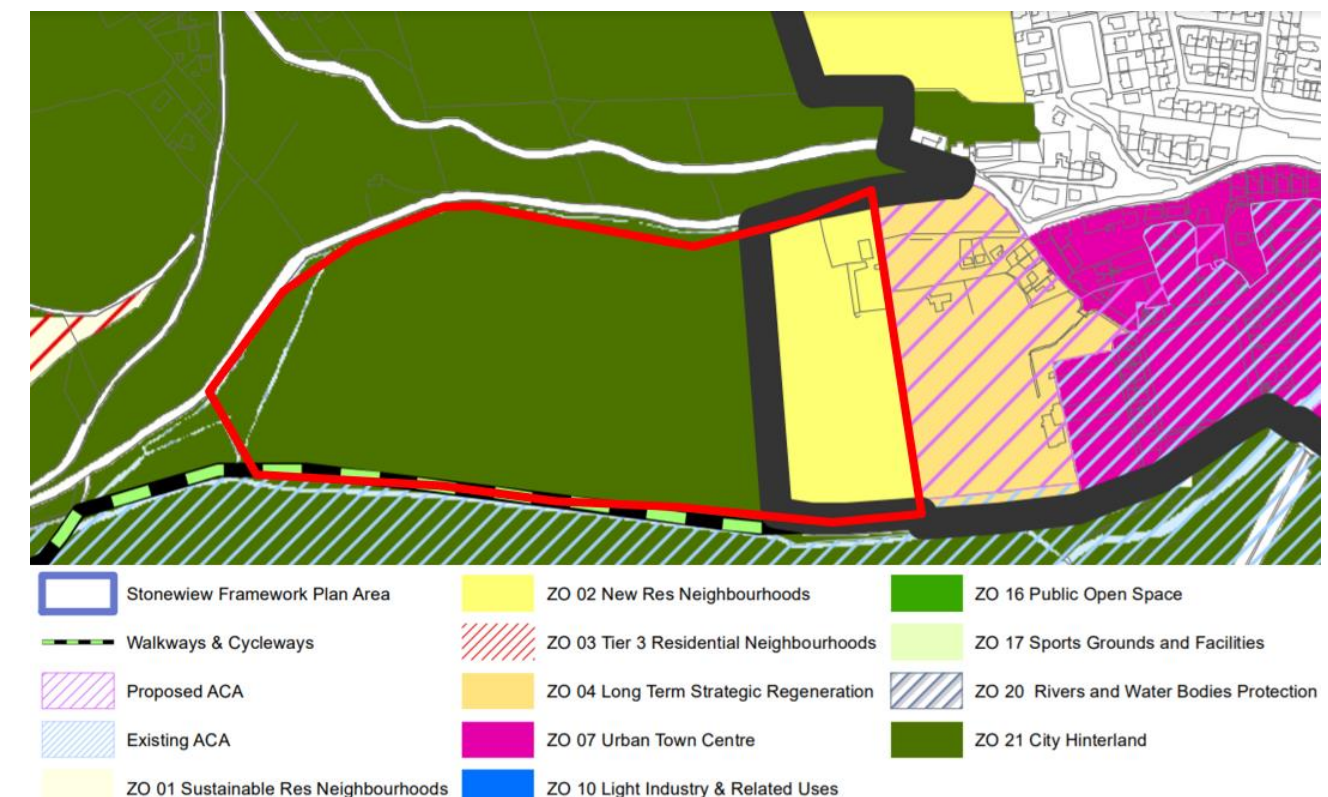 Stonewiew Framework Plan Area
Walkways & Cycleways
Proposed ACA
Existing ACA
ZO 01 Sustainable Res Neighbourhoods
ZO 02 New Res Neighbourhoods
ZO 03 Tier 3 Residential Neighbourhoods
ZO 04 Long Term Strategic Regeneration
ZO 07 Urban Town Centre
ZO 10 Light Industry & Related Uses
ZO 16 Public Open Space
ZO 17 Sports Grounds and Facilities
ZO 20 Rivers and Water Bodies Protection
ZO 21 City Hinterland